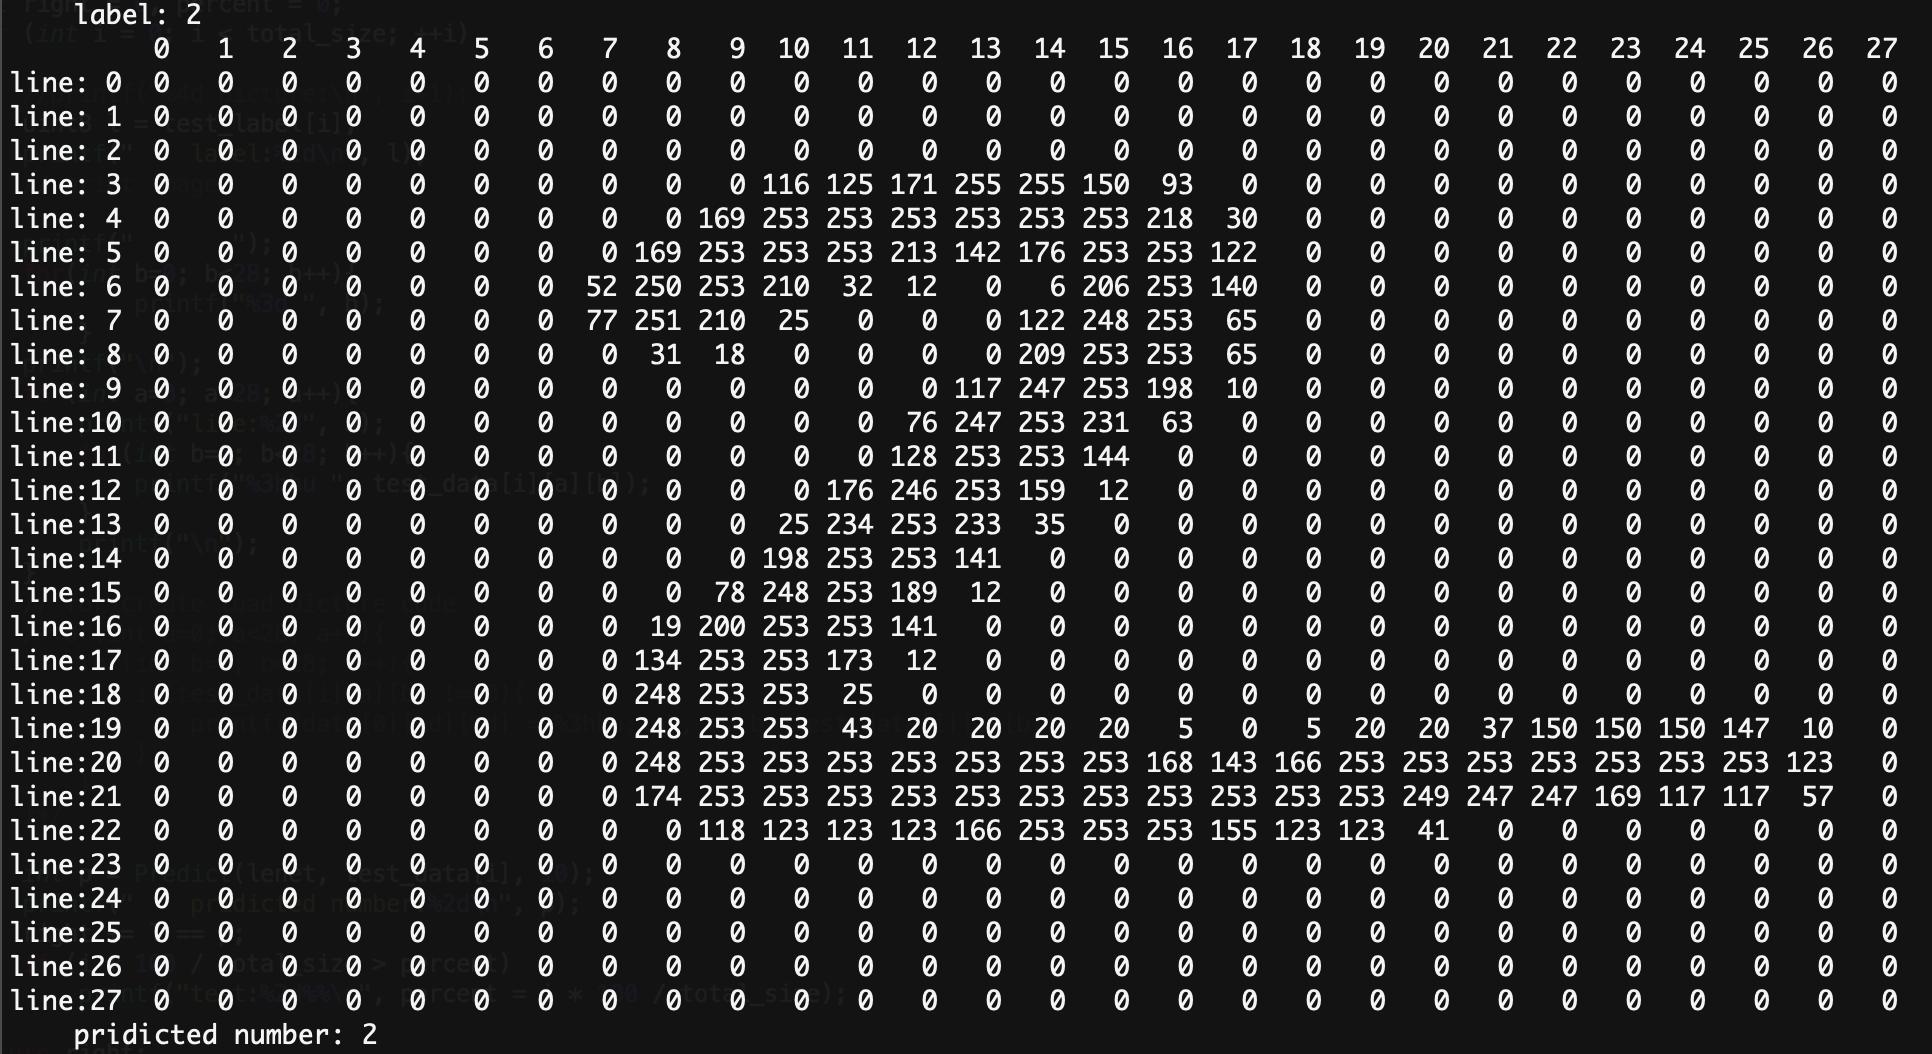 label: 2
0 1 2 3 4 5 6 7 8 9 10 11 12 13 14 15 16 17 18 19 20 21 22 23 24 25 26 27
line: 0 0 0 0 0 0 0 0 0 0 0 0 0 0 0 0 0 0 0 0 0 0 0 0 0 0 0 0 0
line: 1 0 0 0 0 0 0 0 0 0 0 0 0 0 0 0 0 0 0 0 0 0 0 0 0 0 0 0 0
line: 2 0 0 0 0 0 0 0 0 0 0 0 0 0 0 0 0 0 0 0 0 0 0 0 0 0 0 0 0
line: 3 0 0 0 0 0 0 0 0 0 0 116 125 171 255 255 150 93 0 0 0 0 0 0 0 0 0 0 0
line: 4 0 0 0 0 0 0 0 0 0 169 253 253 253 253 253 253 218 30 0 0 0 0 0 0 0 0 0 0
line: 5 0 0 0 0 0 0 0 0 169 253 253 253 213 142 176 253 253 122 0 0 0 0 0 0 0 0 0 0
line: 6 0 0 0 0 0 0 0 52 250 253 210 32 12 0 6 206 253 140 0 0 0 0 0 0 0 0 0 0
line: 7 0 0 0 0 0 0 0 77 251 210 25 0 0 0 122 248 253 65 0 0 0 0 0 0 0 0 0 0
line: 8 0 0 0 0 0 0 0 0 31 18 0 0 0 0 209 253 253 65 0 0 0 0 0 0 0 0 0 0
line: 9 0 0 0 0 0 0 0 0 0 0 0 0 0 117 247 253 198 10 0 0 0 0 0 0 0 0 0 0
line:10 0 0 0 0 0 0 0 0 0 0 0 0 76 247 253 231 63 0 0 0 0 0 0 0 0 0 0 0
line:11 0 0 0 0 0 0 0 0 0 0 0 0 128 253 253 144 0 0 0 0 0 0 0 0 0 0 0 0
line:12 0 0 0 0 0 0 0 0 0 0 0 176 246 253 159 12 0 0 0 0 0 0 0 0 0 0 0 0
line:13 0 0 0 0 0 0 0 0 0 0 25 234 253 233 35 0 0 0 0 0 0 0 0 0 0 0 0 0
line:14 0 0 0 0 0 0 0 0 0 0 198 253 253 141 0 0 0 0 0 0 0 0 0 0 0 0 0 0
line:15 0 0 0 0 0 0 0 0 0 78 248 253 189 12 0 0 0 0 0 0 0 0 0 0 0 0 0 0
line:16 0 0 0 0 0 0 0 0 19 200 253 253 141 0 0 0 0 0 0 0 0 0 0 0 0 0 0 0
line:17 0 0 0 0 0 0 0 0 134 253 253 173 12 0 0 0 0 0 0 0 0 0 0 0 0 0 0 0
line:18 0 0 0 0 0 0 0 0 248 253 253 25 0 0 0 0 0 0 0 0 0 0 0 0 0 0 0 0
line:19 0 0 0 0 0 0 0 0 248 253 253 43 20 20 20 20 5 0 5 20 20 37 150 150 150 147 10 0
line:20 0 0 0 0 0 0 0 0 248 253 253 253 253 253 253 253 168 143 166 253 253 253 253 253 253 253 123 0
line:21 0 0 0 0 0 0 0 0 174 253 253 253 253 253 253 253 253 253 253 253 249 247 247 169 117 117 57 0
line:22 0 0 0 0 0 0 0 0 0 118 123 123 123 166 253 253 253 155 123 123 41 0 0 0 0 0 0 0
line:23 0 0 0 0 0 0 0 0 0 0 0 0 0 0 0 0 0 0 0 0 0 0 0 0 0 0 0 0
line:24 0 0 0 0 0 0 0 0 0 0 0 0 0 0 0 0 0 0 0 0 0 0 0 0 0 0 0 0
line:25 0 0 0 0 0 0 0 0 0 0 0 0 0 0 0 0 0 0 0 0 0 0 0 0 0 0 0 0
line:26 0 0 0 0 0 0 0 0 0 0 0 0 0 0 0 0 0 0 0 0 0 0 0 0 0 0 0 0
line:27 0 0 0 0 0 0 0 0 0 0 0 0 0 0 0 0 0 0 0 0 0 0 0 0 0 0 0 0
pridicted number: 2